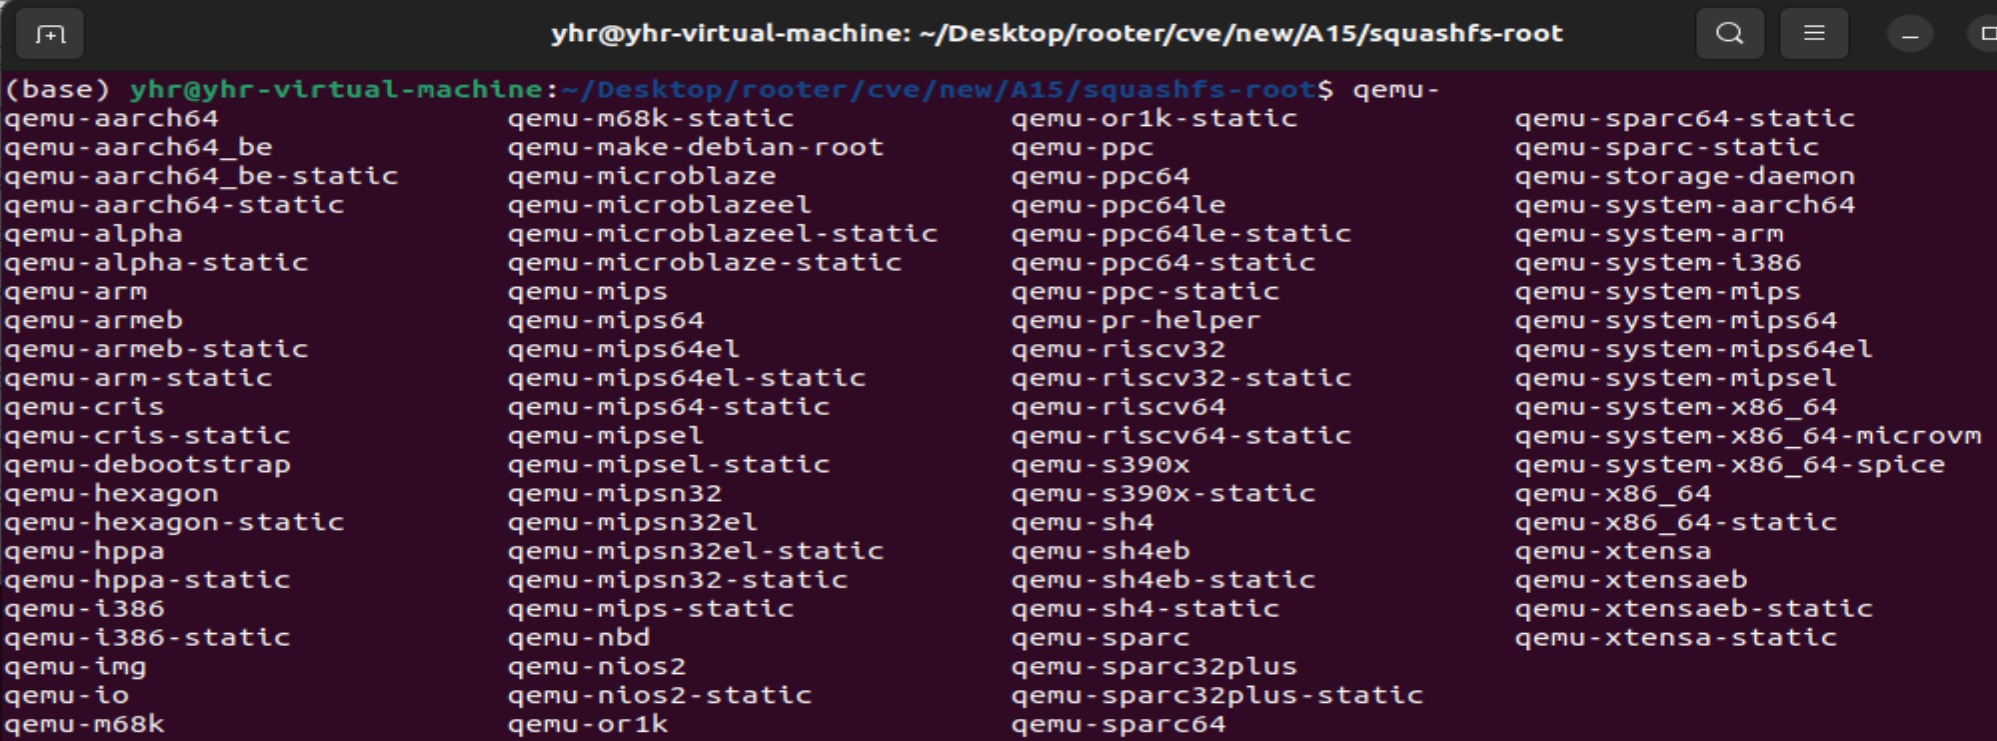 yhr@yhr-virtual-machine: ~/Desktop/rooter/cve/new/A15/squashfs-root
(base) yhr@yhr-virtual-machine:~/Desktop/rooter/cve/new/A15/squashfs-root$ qemu-
qemu-aarch64 qemu-m68k-static qemu-or1k-static qemu-sparc64-static
qemu-aarch64_be qemu-make-debian-root qemu-ppc qemu-sparc-static
qemu-aarch64_be-static qemu-microblaze qemu-ppc64 qemu-storage-daemon
qemu-aarch64-static qemu-microblazeel qemu-ppc64le qemu-system-aarch64
qemu-alpha qemu-microblazeel-static qemu-ppc64le-static qemu-system-arm
qemu-alpha-static qemu-microblaze-static qemu-ppc64-static qemu-system-i386
qemu-arm qemu-mips qemu-ppc-static qemu-system-mips
qemu-armeb qemu-mips64 qemu-pr-helper qemu-system-mips64
qemu-armeb-static qemu-mips64el qemu-riscv32 qemu-system-mips64el
qemu-arm-static qemu-mips64el-static qemu-riscv32-static qemu-system-mipsel
qemu-cris qemu-mips64-static qemu-riscv64 qemu-system-x86_64
qemu-cris-static qemu-mipsel qemu-riscv64-static qemu-system-x86_64-microvm
qemu-debootstrap qemu-mipsel-static qemu-s390x qemu-system-x86_64-spice
qemu-hexagon qemu-mipsn32 qemu-s390x-static qemu-x86_64
qemu-hexagon-static qemu-mipsn32el qemu-sh4 qemu-x86_64-static
qemu-hppa qemu-mipsn32el-static qemu-sh4eb qemu-xtensa
qemu-hppa-static qemu-mipsn32-static qemu-sh4eb-static qemu-xtensaeb
qemu-i386 qemu-mips-static qemu-sh4-static qemu-xtensaeb-static
qemu-i386-static qemu-nbd qemu-sparc qemu-xtensa-static
qemu-img qemu-nios2 qemu-sparc32plus
qemu-io qemu-nios2-static qemu-sparc32plus-static
qemu-m68k qemu-or1k qemu-sparc64